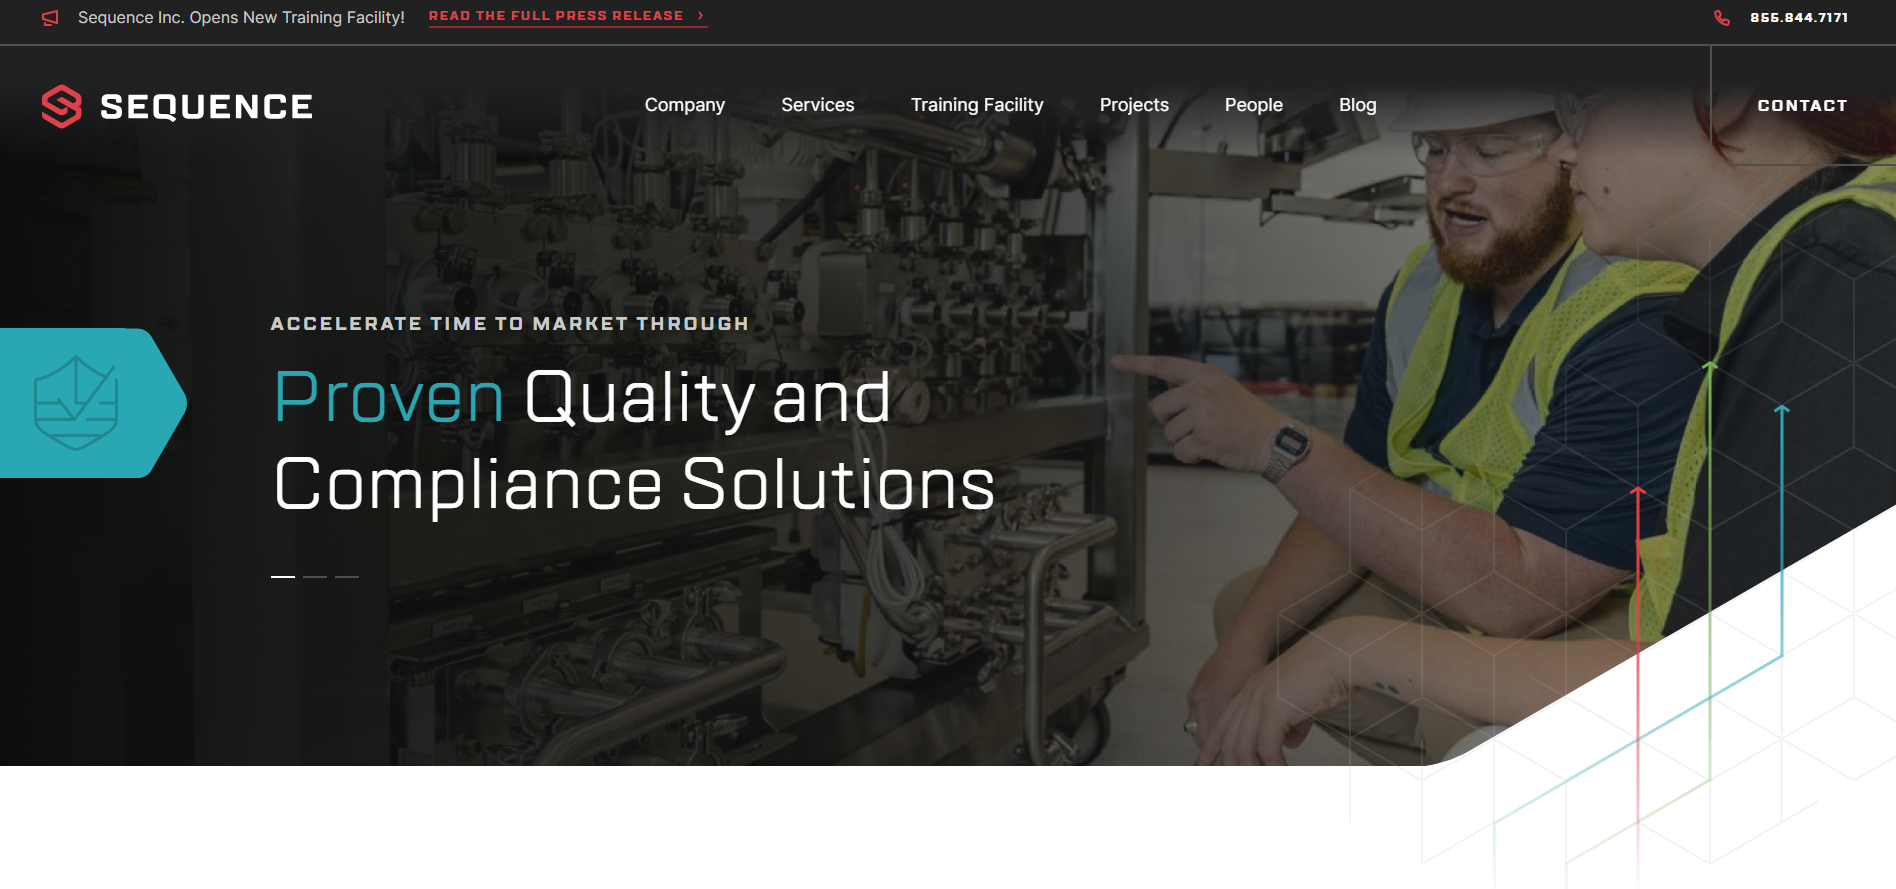 Sequence Inc. Opens New Training Facility!
READ THE FULL PRESS RELEASE
855.844.7171
SEQUENCE
Company
Services
Training Facility
Projects
People
Blog
CONTACT
ACCELERATE TIME TO MARKET THROUGH
Proven Quality and
Compliance Solutions